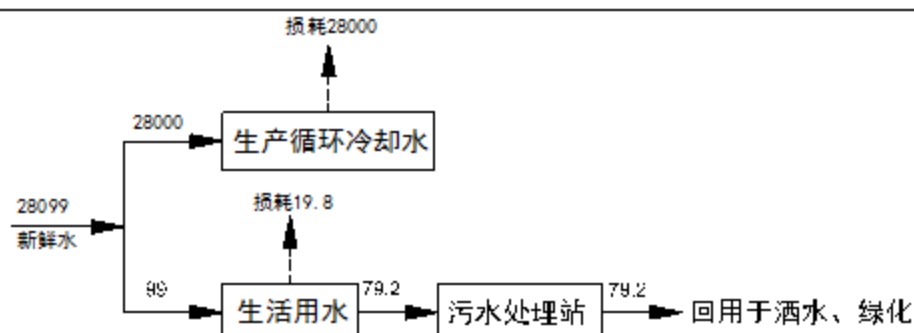 损耗28000
28000
生产循环冷却水
28099
新鲜水
损耗19.8
99
生活用水
79.2
污水处理站
79.2
回用于洒水、绿化